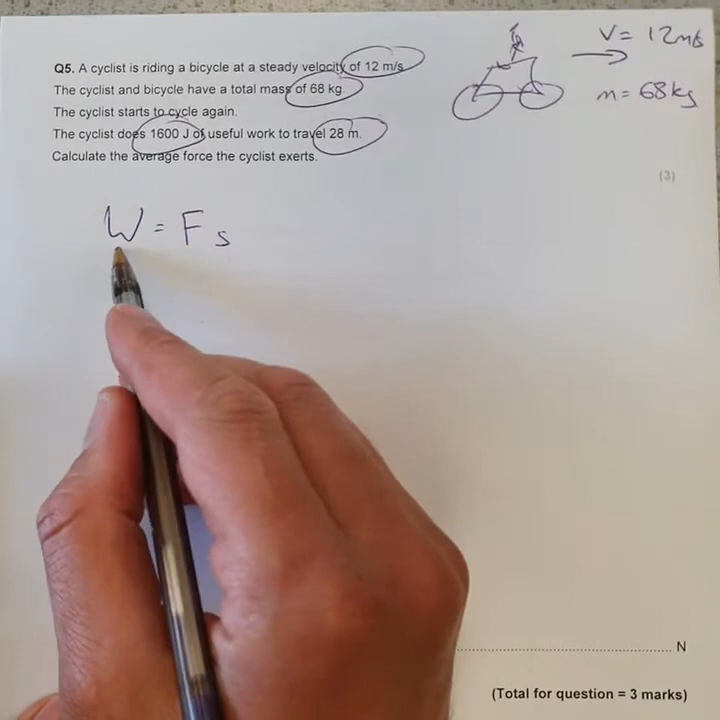 Q5. A cyclist is riding a bicycle at a steady velocity of 12 m/s
The cyclist and bicycle have a total mass of 68 kg.
The cyclist starts to cycle again.
The cyclist does 1600 J of useful work to travel 28 m.
Calculate the average force the cyclist exerts.
V = 12m/s
m = 68kg
(3)
W = F s
N
(Total for question = 3 marks)